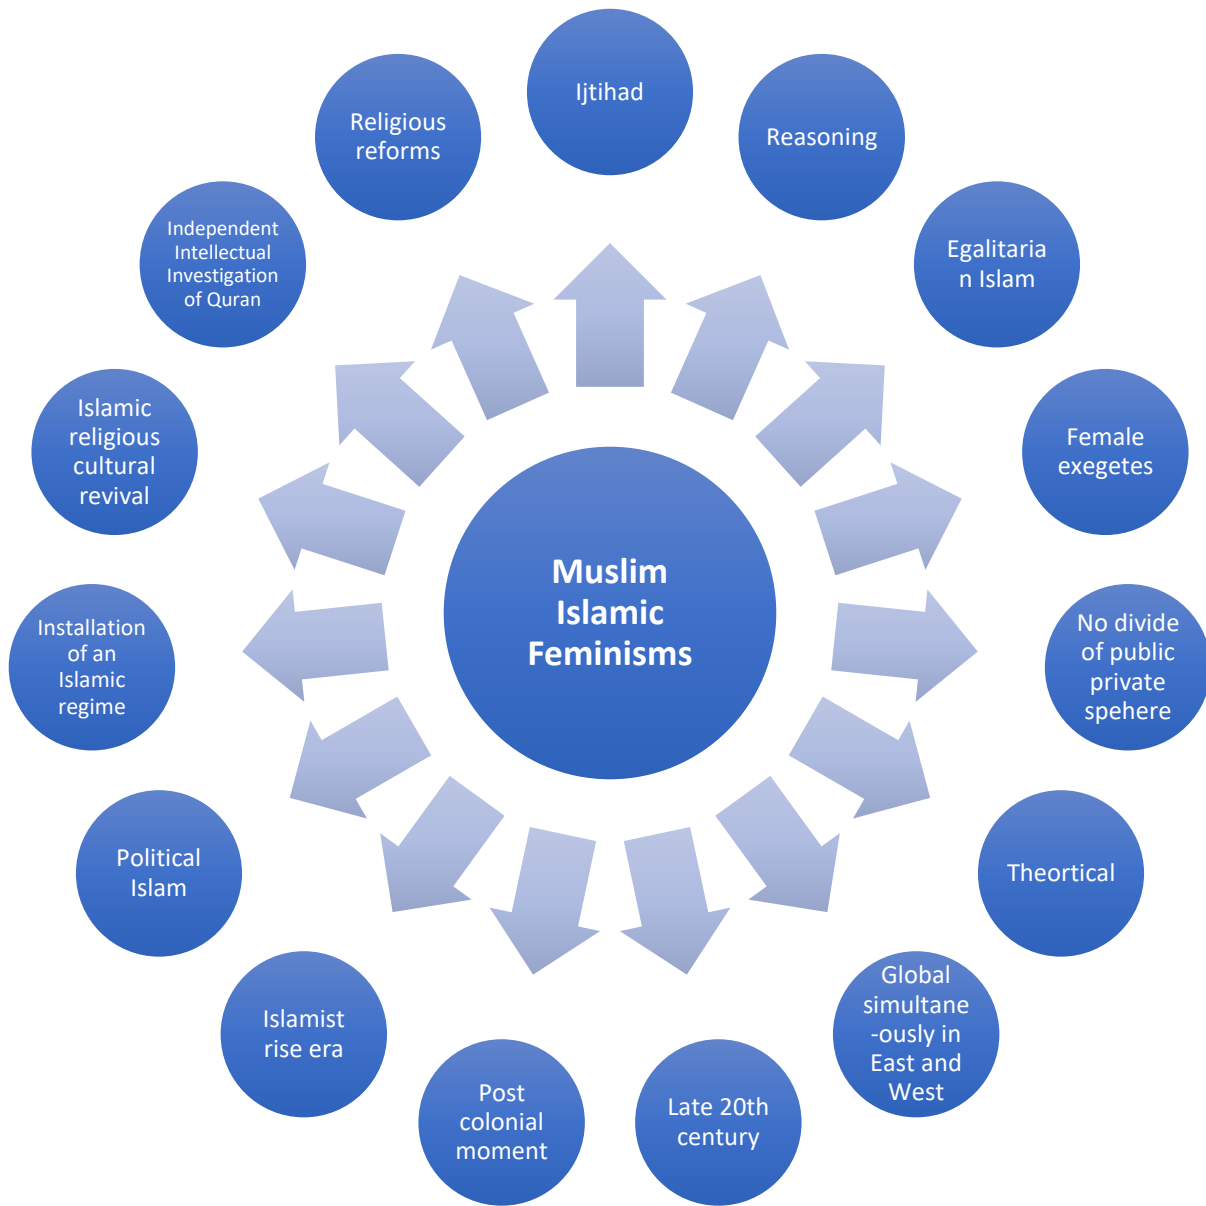 Ijtihad
Reasoning
Egalitaria
n Islam
Female
exegetes
No divide
of public
private
spehere
Theortical
Global
simultane
-ously in
East and
West
Late 20th
century
Post
colonial
moment
Islamist
rise era
Political
Islam
Installation
of an
Islamic
regime
Islamic
religious
cultural
revival
Independent
Intellectual
Investigation
of Quran
Religious
reforms
Muslim
Islamic
Feminisms